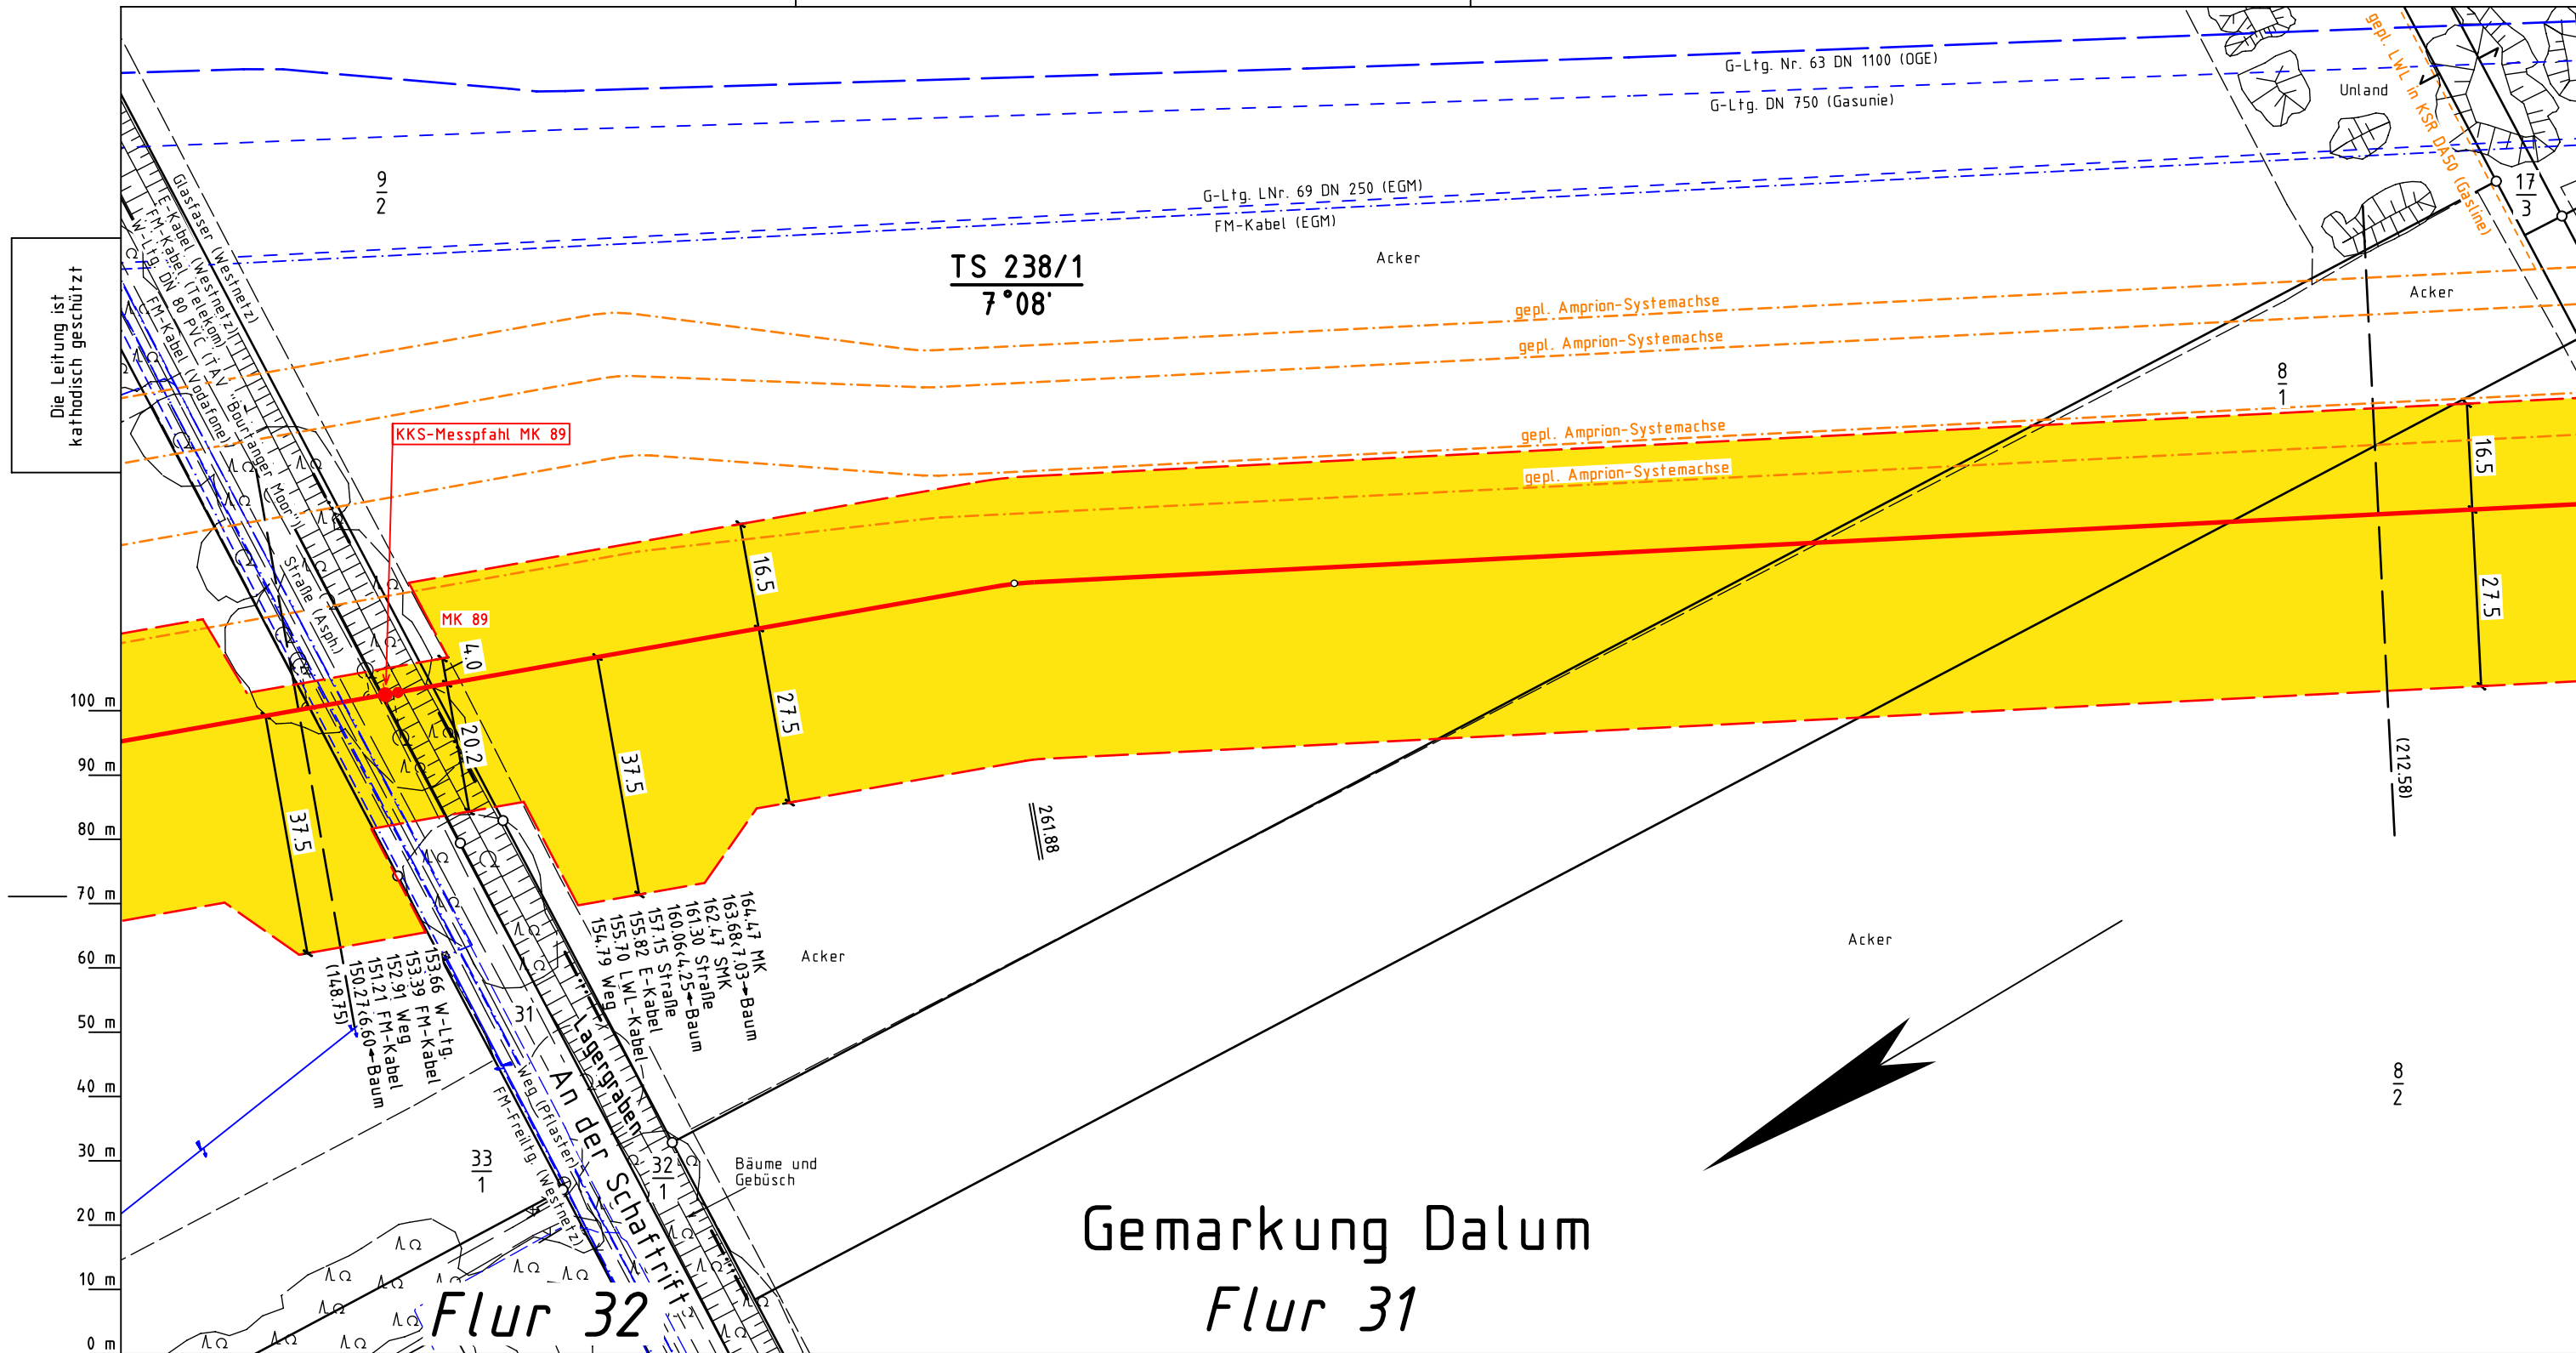 G-Ltg. Nr. 63 DN 1100 (OGE)
G-Ltg. DN 750 (Gasunie)
G-Ltg. LNr. 69 DN 250 (EGM)
FM-Kabel (EGM)
gepl. LWL in KSR DA50 (Gasline)
Unland
17
3
9
2
TS 238/1
7°08'
Acker
Acker
Die Leitung ist
kathodisch geschützt
Glasfaser (Westnetz)
E-Kabel (Westnetz)
FM-Kabel (Telekom)
W-Ltg. DN 80 PVC (TAV "Bourtanger Moor")
FM-Kabel (Vodafone)
Straße (Asph.)
gepl. Amprion-Systemachse
gepl. Amprion-Systemachse
gepl. Amprion-Systemachse
gepl. Amprion-Systemachse
8
1
KKS-Messpfahl MK 89
MK 89
16.5
27.5
4.0
20.2
37.5
37.5
16.5
27.5
(212.58)
261.88
100 m
90 m
80 m
70 m
60 m
50 m
40 m
30 m
20 m
10 m
0 m
164.47 MK
163.68<7.03→Baum
162.47 SMK
161.30 Straße
160.06<4.25→Baum
157.15 Straße
155.82 E-Kabel
155.70 LWL-Kabel
154.79 Weg
153.66 W-Ltg.
153.39 FM-Kabel
152.91 Weg
151.21 FM-Kabel
150.27<6.60→Baum
(148.75)
Acker
Acker
31
Lagergraben
An der Schaftrift
Weg (Pflaster)
FM-Freiltg. (Westnetz)
33
1
32
1
Bäume und
Gebüsch
8
2
Gemarkung Dalum
Flur 32
Flur 31